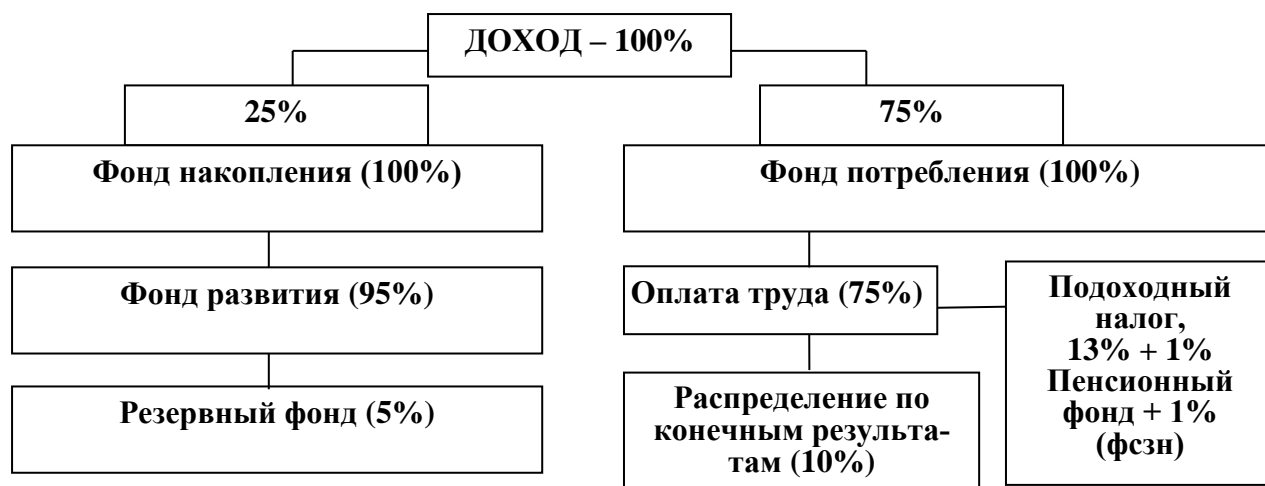 ДОХОД – 100%
25%
75%
Фонд накопления (100%)
Фонд потребления (100%)
Фонд развития (95%)
Оплата труда (75%)
Подоходный
налог,
13% + 1%
Пенсионный
фонд + 1%
(фсзн)
Резервный фонд (5%)
Распределение по
конечным результа-
там (10%)